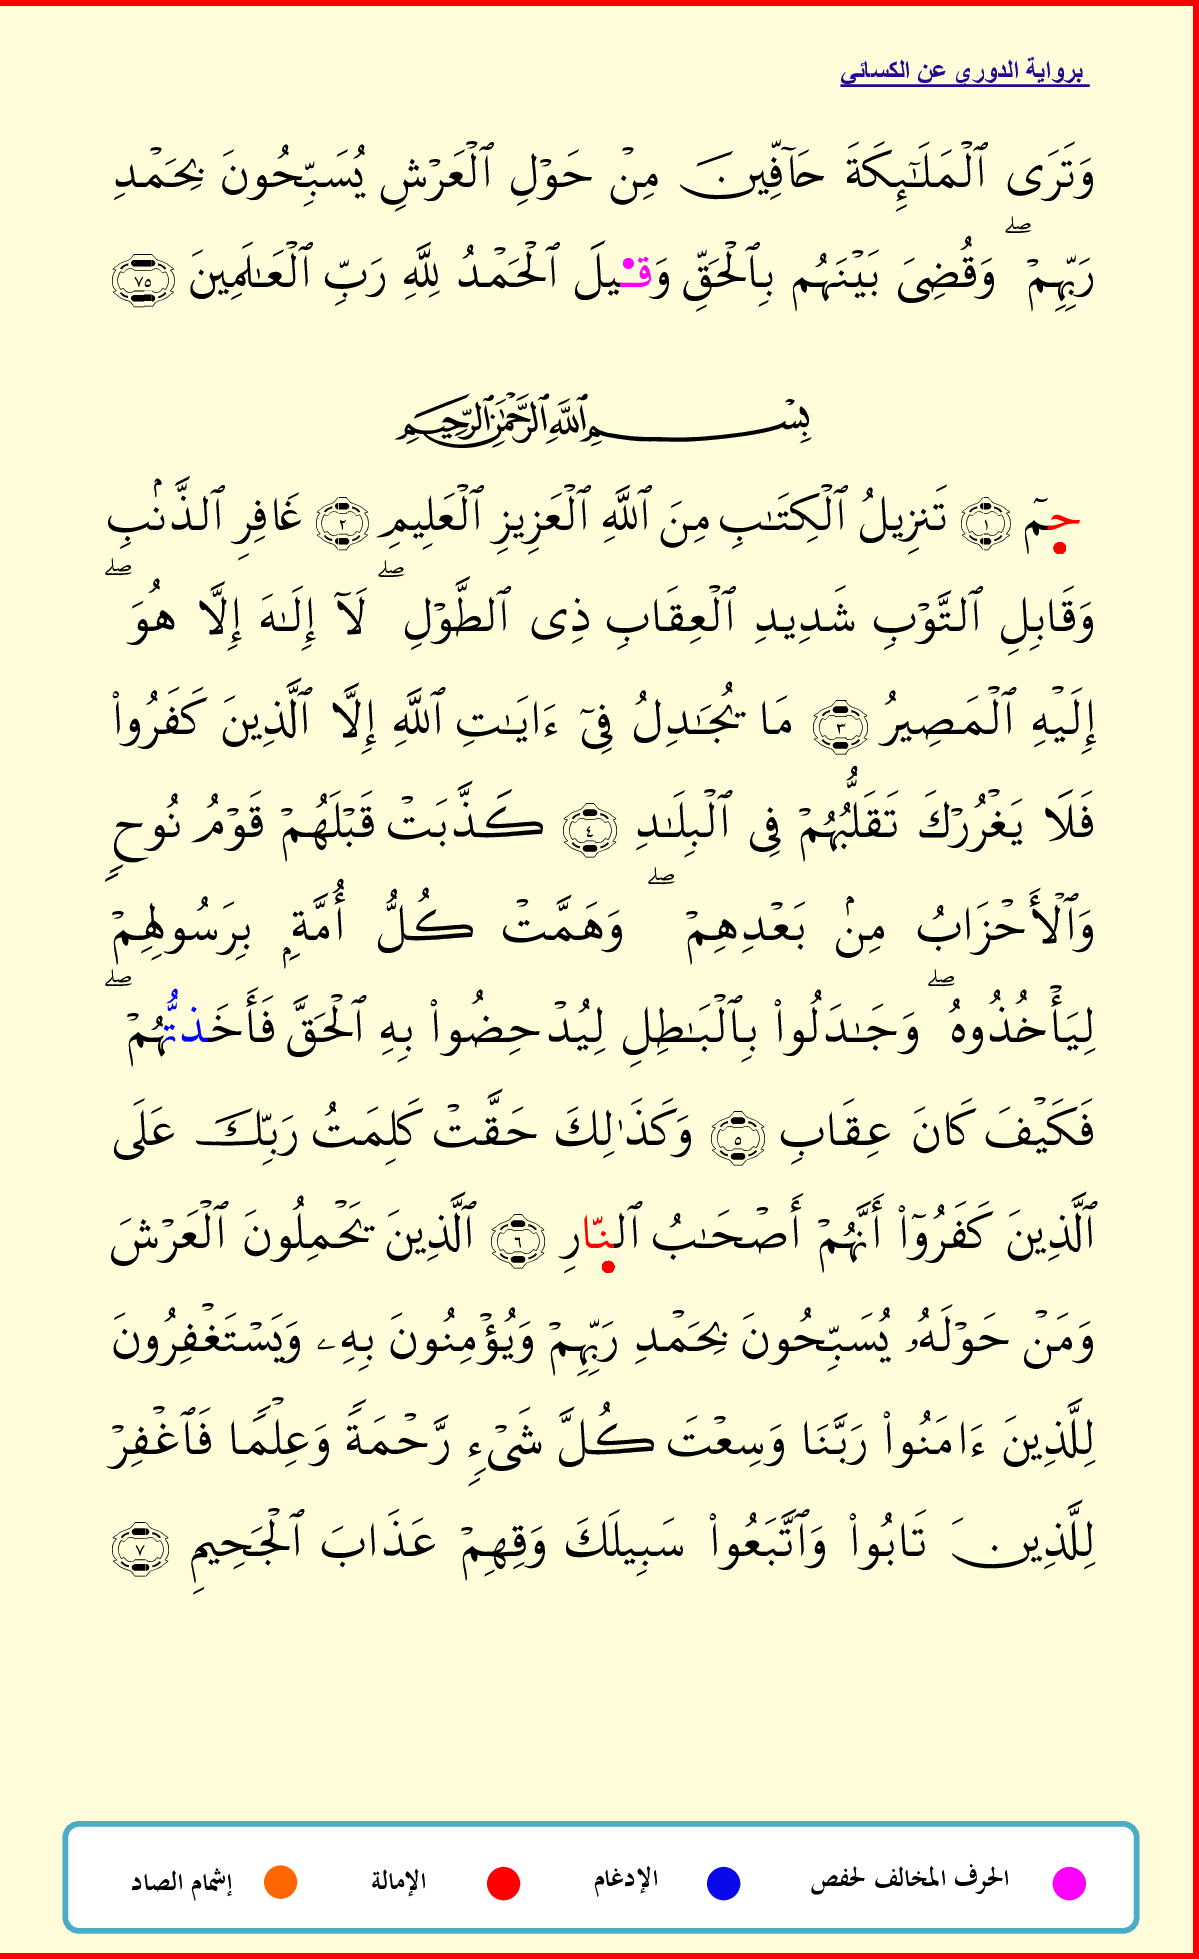 برواية الدوري عن الكسائي
وَتَرَى ٱلْمَلَـٰٓئِكَةَ حَآفِّينَ مِنْ حَوْلِ ٱلْعَرْشِ يُسَبِّحُونَ بِحَمْدِ
رَبِّهِمْ ۖ وَقُضِىَ بَيْنَهُم بِٱلْحَقِّ وَقِيلَ ٱلْحَمْدُ لِلَّهِ رَبِّ ٱلْعَـٰلَمِينَ ٧٥
بِسْمِ ٱللَّهِ ٱلرَّحْمَـٰنِ ٱلرَّحِيمِ
حمٓ ١ تَنزِيلُ ٱلْكِتَـٰبِ مِنَ ٱللَّهِ ٱلْعَزِيزِ ٱلْعَلِيمِ ٢ غَافِرِ ٱلذَّنۢبِ
وَقَابِلِ ٱلتَّوْبِ شَدِيدِ ٱلْعِقَابِ ذِى ٱلطَّوْلِ ۖ لَآ إِلَـٰهَ إِلَّا هُوَ ۖ
إِلَيْهِ ٱلْمَصِيرُ ٣ مَا يُجَـٰدِلُ فِىٓ ءَايَـٰتِ ٱللَّهِ إِلَّا ٱلَّذِينَ كَفَرُوا۟
فَلَا يَغْرُرْكَ تَقَلُّبُهُمْ فِى ٱلْبِلَـٰدِ ٤ كَذَّبَتْ قَبْلَهُمْ قَوْمُ نُوحٍ
وَٱلْأَحْزَابُ مِنۢ بَعْدِهِمْ ۖ وَهَمَّتْ كُلُّ أُمَّةٍۭ بِرَسُولِهِمْ
لِيَأْخُذُوهُ ۖ وَجَـٰدَلُوا۟ بِٱلْبَـٰطِلِ لِيُدْحِضُوا۟ بِهِ ٱلْحَقَّ فَأَخَذتُّهُمْ ۖ
فَكَيْفَ كَانَ عِقَابِ ٥ وَكَذَٰلِكَ حَقَّتْ كَلِمَتُ رَبِّكَ عَلَى
ٱلَّذِينَ كَفَرُوٓا۟ أَنَّهُمْ أَصْحَـٰبُ ٱلنَّارِ ٦ ٱلَّذِينَ يَحْمِلُونَ ٱلْعَرْشَ
وَمَنْ حَوْلَهُۥ يُسَبِّحُونَ بِحَمْدِ رَبِّهِمْ وَيُؤْمِنُونَ بِهِۦ وَيَسْتَغْفِرُونَ
لِلَّذِينَ ءَامَنُوا۟ رَبَّنَا وَسِعْتَ كُلَّ شَىْءٍ رَّحْمَةً وَعِلْمًا فَٱغْفِرْ
لِلَّذِينَ تَابُوا۟ وَٱتَّبَعُوا۟ سَبِيلَكَ وَقِهِمْ عَذَابَ ٱلْجَحِيمِ ٧
الحرف المخالف لحفص الإدغام الإمالة إشمام الصاد